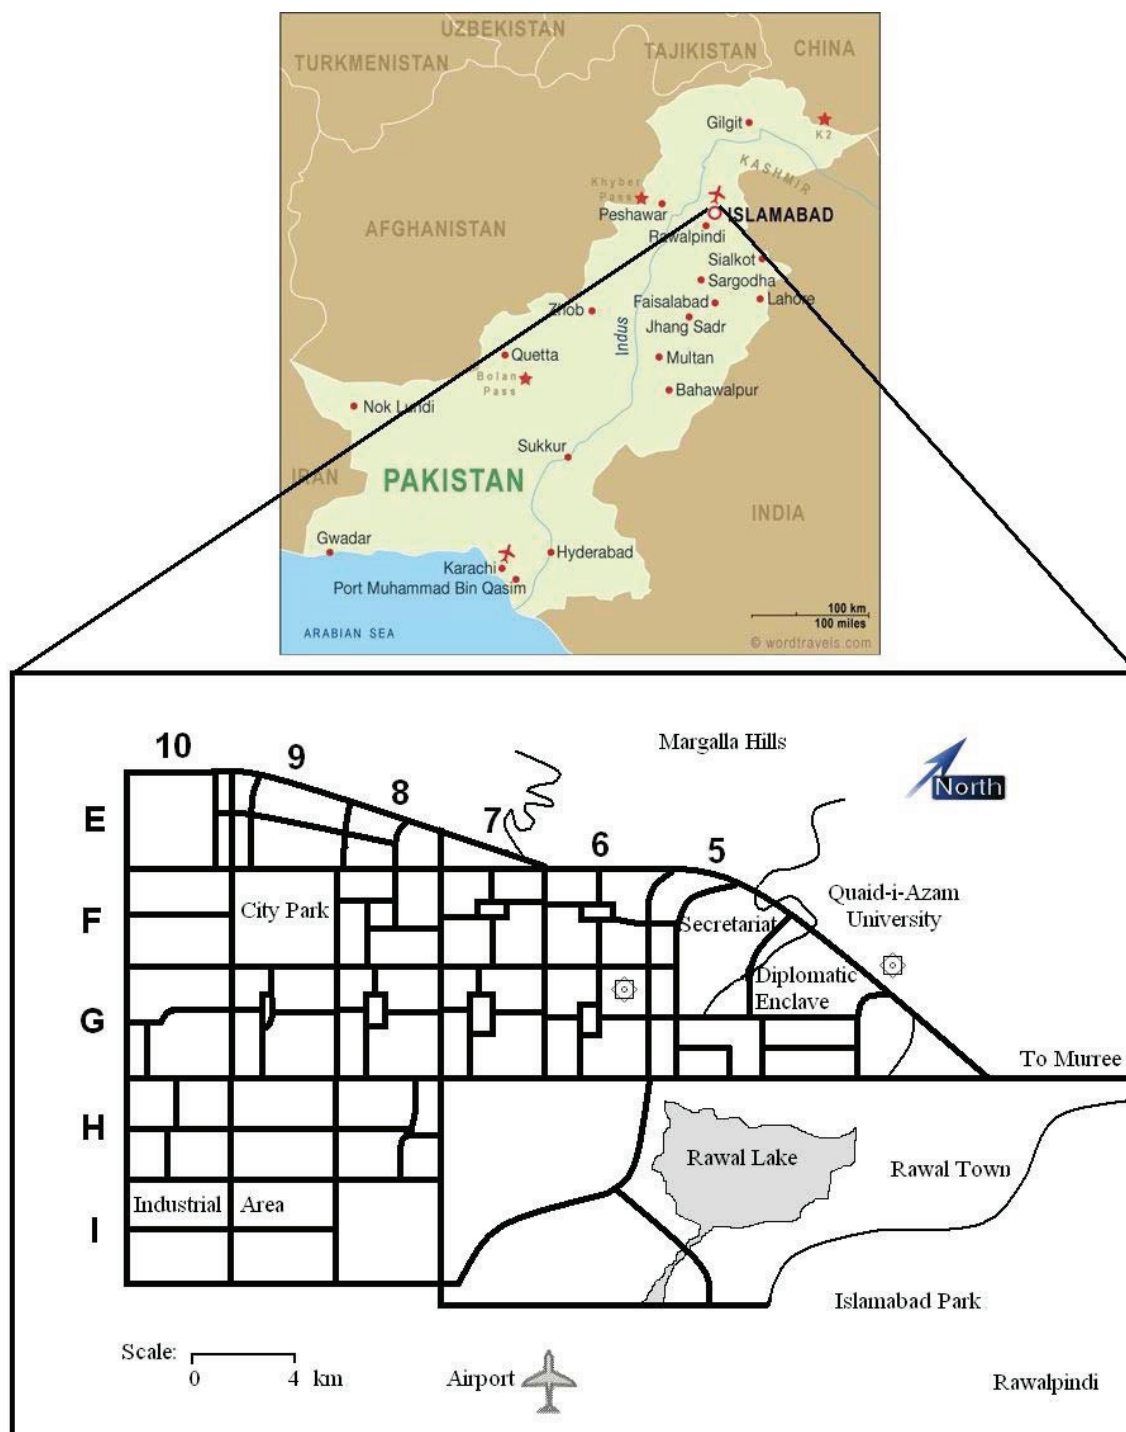 UZBEKISTAN
TAJIKISTAN
CHINA
TURKMENISTAN
Gilgit
K2
KASHMIR
Khyber
Pass
Peshawar
ISLAMABAD
Rawalpindi
AFGHANISTAN
Sialkot
Sargodha
Faisalabad
Lahore
Zhob
Jhang Sadr
Indus
Quetta
Multan
Bolan
Pass
Bahawalpur
Nok Lundi
Sukkur
IRAN
PAKISTAN
INDIA
Gwadar
Hyderabad
Karachi
Port Muhammad Bin Qasim
100 km
100 miles
ARABIAN SEA
© wordtravels.com
Margalla Hills
10
9
8
7
6
5
North
E
Quaid-i-Azam
University
F
City Park
Secretariat
Diplomatic
Enclave
G
To Murree
H
Rawal Lake
Rawal Town
I
Industrial
Area
Islamabad Park
Scale:
0
4
km
Airport
Rawalpindi